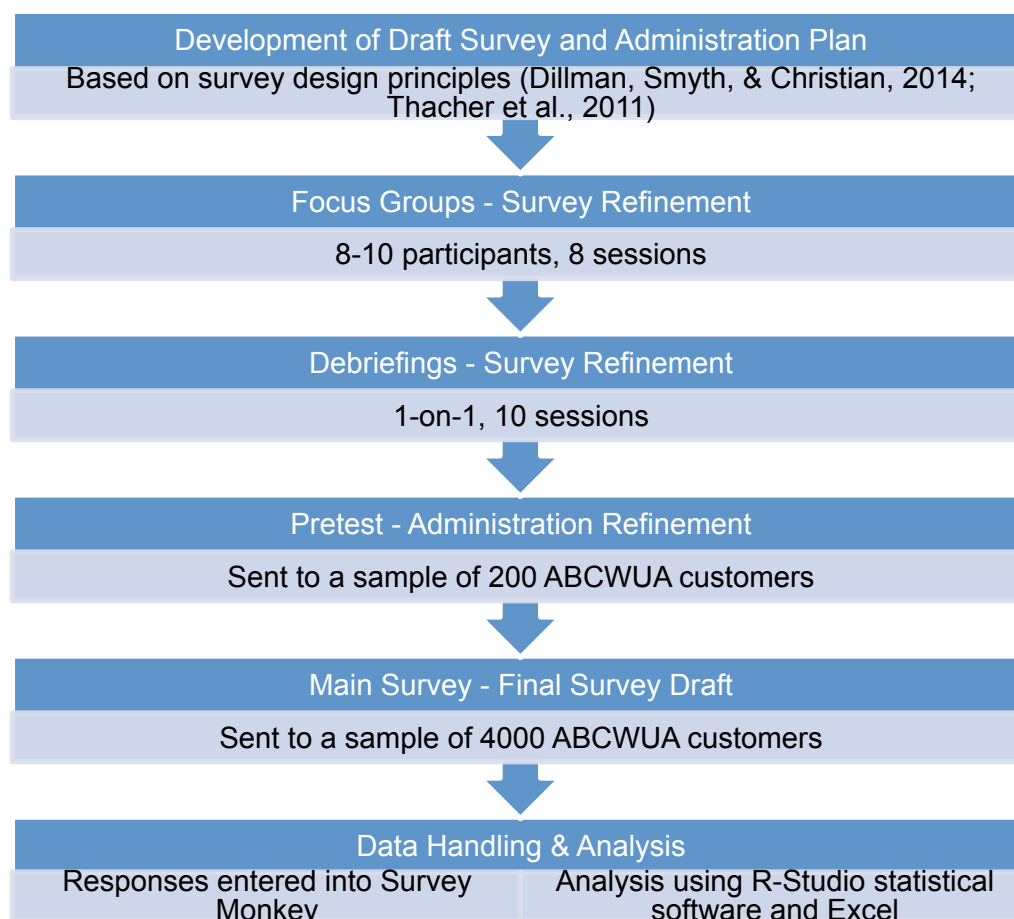 Development of Draft Survey and Administration Plan
Based on survey design principles (Dillman, Smyth, & Christian, 2014;
Thacher et al., 2011)
Focus Groups - Survey Refinement
8-10 participants, 8 sessions
Debriefings - Survey Refinement
1-on-1, 10 sessions
Pretest - Administration Refinement
Sent to a sample of 200 ABCWUA customers
Main Survey - Final Survey Draft
Sent to a sample of 4000 ABCWUA customers
Data Handling & Analysis
Responses entered into Survey
Monkey
Analysis using R-Studio statistical
software and Excel